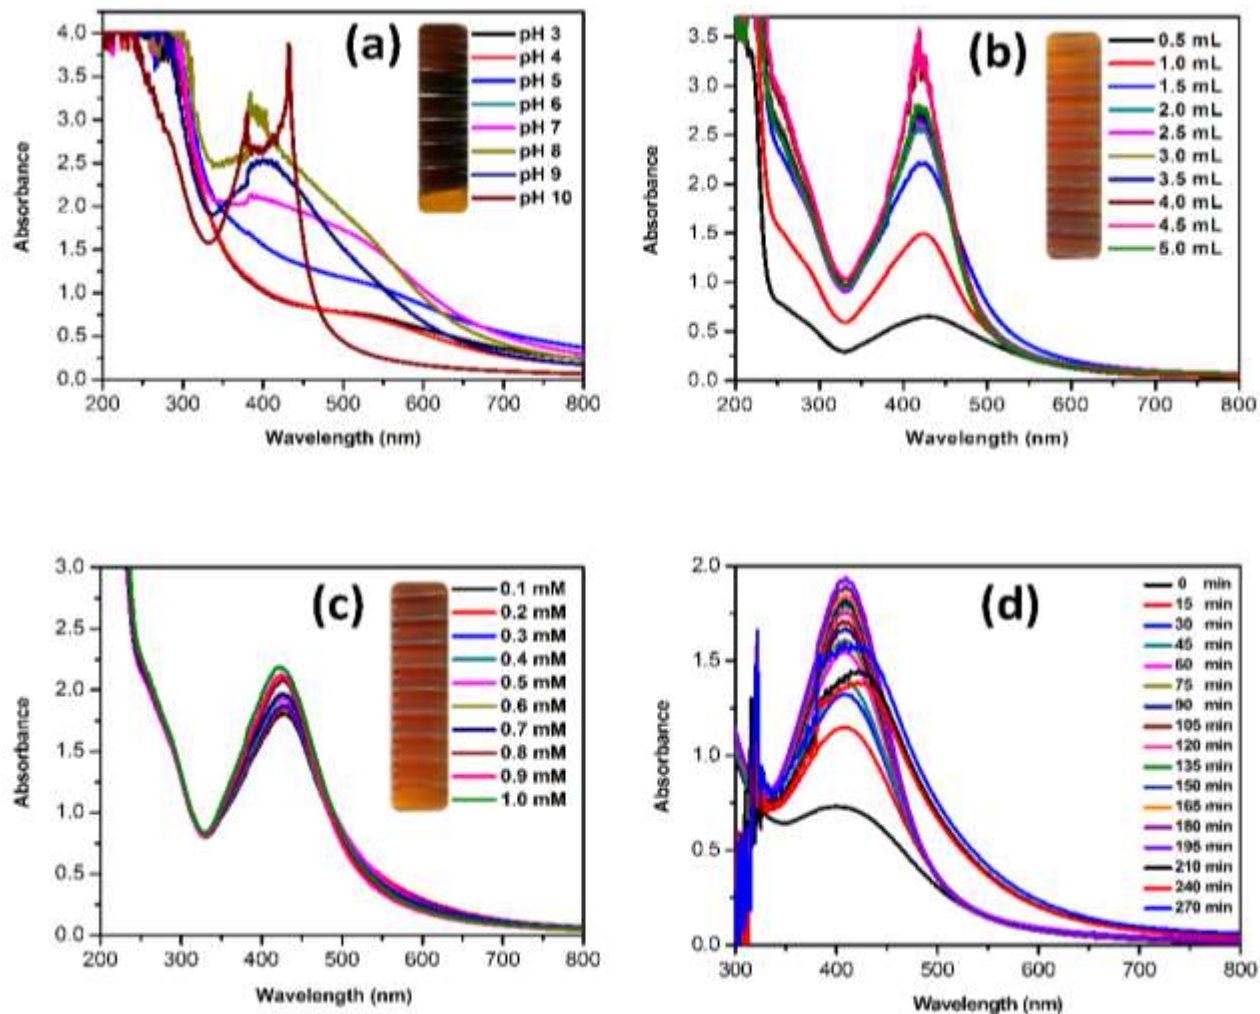 (a)
4.0
3.5
3.0
2.5
2.0
1.5
1.0
0.5
0.0
Absorbance
pH 3
pH 4
pH 5
pH 6
pH 7
pH 8
pH 9
pH 10
200 300 400 500 600 700 800
Wavelength (nm)
(b)
3.5
3.0
2.5
2.0
1.5
1.0
0.5
0.0
Absorbance
0.5 mL
1.0 mL
1.5 mL
2.0 mL
2.5 mL
3.0 mL
3.5 mL
4.0 mL
4.5 mL
5.0 mL
200 300 400 500 600 700 800
Wavelength (nm)
(c)
3.0
2.5
2.0
1.5
1.0
0.5
0.0
Absorbance
0.1 mM
0.2 mM
0.3 mM
0.4 mM
0.5 mM
0.6 mM
0.7 mM
0.8 mM
0.9 mM
1.0 mM
200 300 400 500 600 700 800
Wavelength (nm)
(d)
2.0
1.5
1.0
0.5
0.0
Absorbance
0 min
15 min
30 min
45 min
60 min
75 min
90 min
105 min
120 min
135 min
150 min
165 min
180 min
195 min
210 min
240 min
270 min
300 400 500 600 700 800
Wavelength (nm)